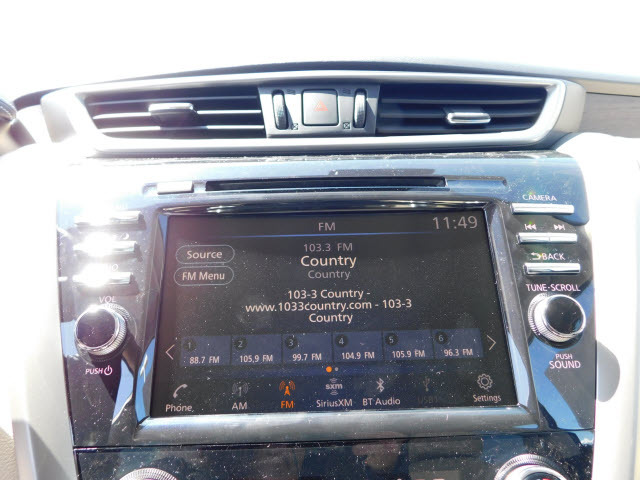 CAMERA
FM
11:49
Source
103.3 FM
Country
Country
FM Menu
BACK
103-3 Country -
www.1033country.com - 103-3
Country
VOL
TUNE·SCROLL
1 2 3 4 5 6
88.7 FM 105.9 FM 99.7 FM 104.9 FM 105.9 FM 96.3 FM
PUSH
PUSH
SOUND
sxm
Phone AM FM SiriusXM BT Audio Settings